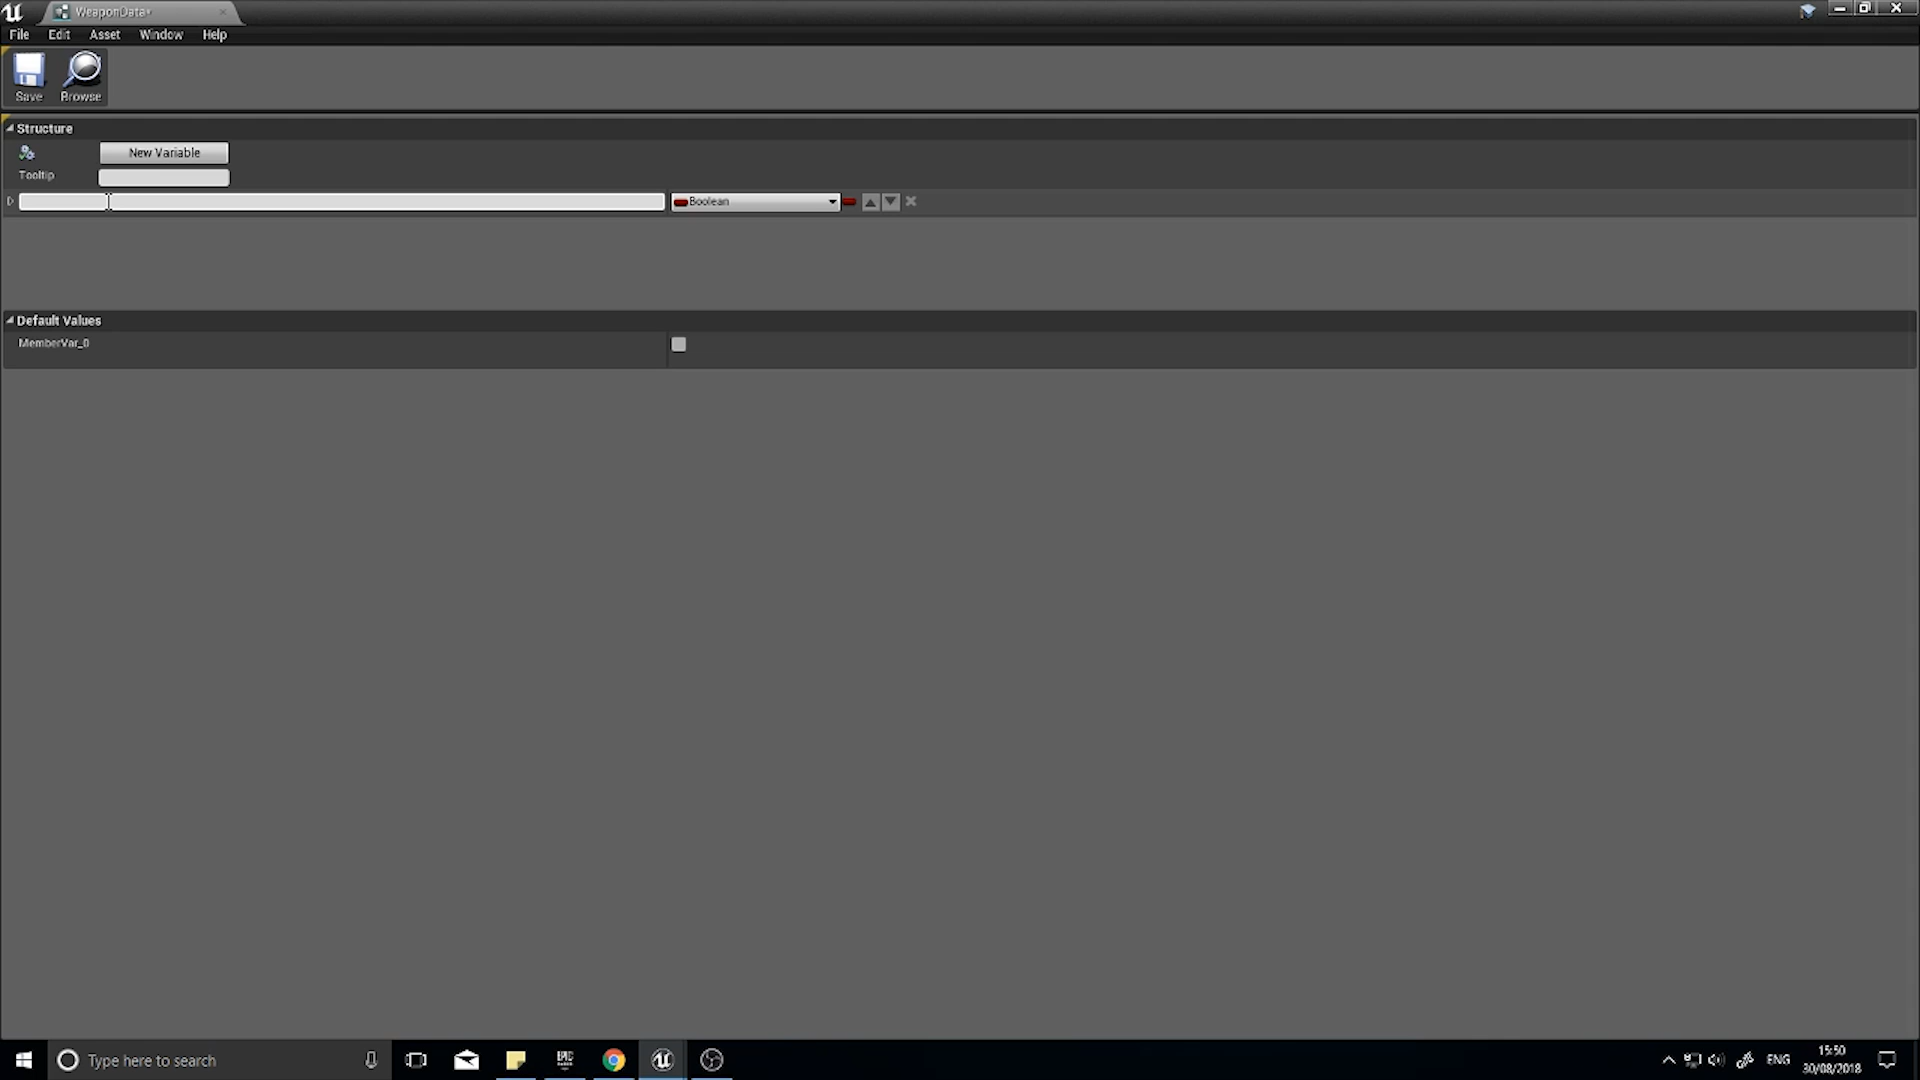 WeaponData*
File Edit Asset Window Help
Save Browse
Structure
New Variable
Tooltip
Boolean
Default Values
MemberVar_0
Type here to search
EPIC
ENG
15:50
30/08/2018